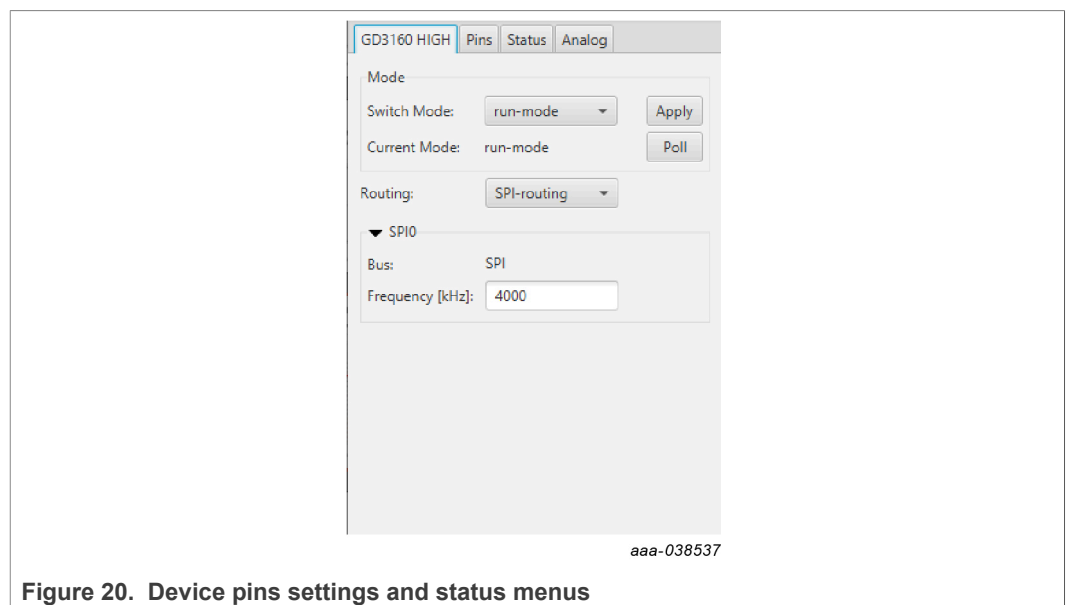 GD3160 HIGH Pins Status Analog
Mode
Switch Mode: run-mode Apply
Current Mode: run-mode Poll
Routing: SPI-routing
SPI0
Bus: SPI
Frequency [kHz]: 4000
aaa-038537
Figure 20. Device pins settings and status menus